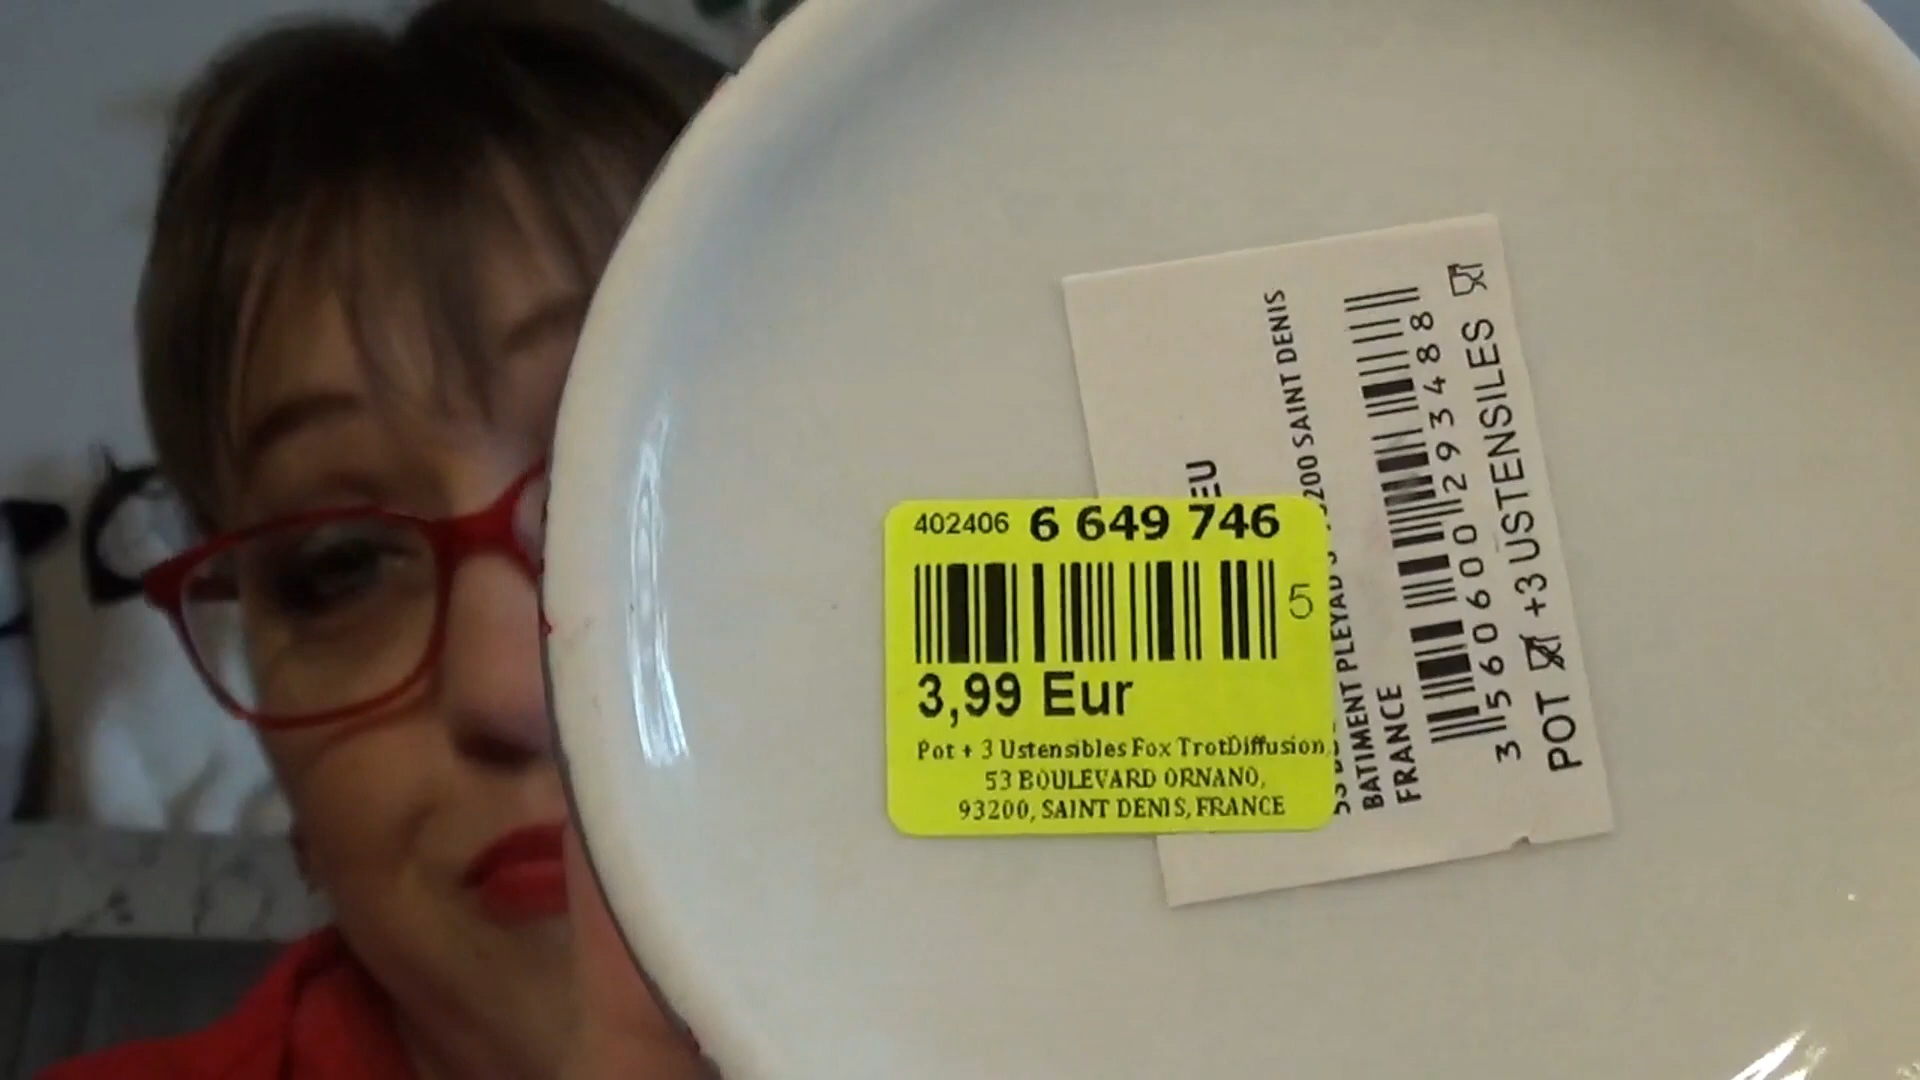 402406 6 649 746
5
3,99 Eur
Pot + 3 Ustensibles Fox TrotDiffusion,
53 BOULEVARD ORNANO,
93200, SAINT DENIS, FRANCE
EU
200 SAINT DENIS
BATIMENT PLEYAD
FRANCE
3 560600 293488
POT +3 USTENSILES